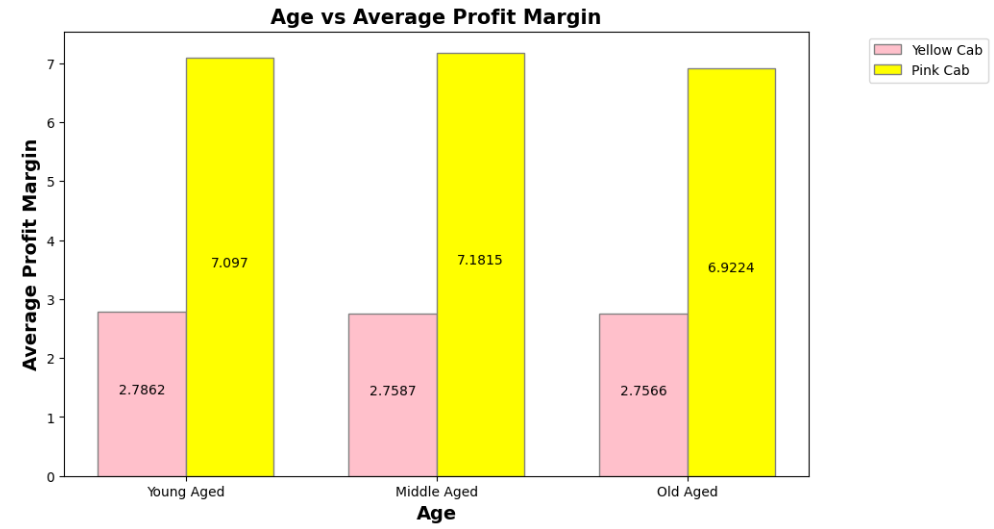 Age vs Average Profit Margin
Yellow Cab
Pink Cab
Average Profit Margin
7
6
5
4
3
2
1
0
2.7862
7.097
2.7587
7.1815
2.7566
6.9224
Young Aged
Middle Aged
Old Aged
Age